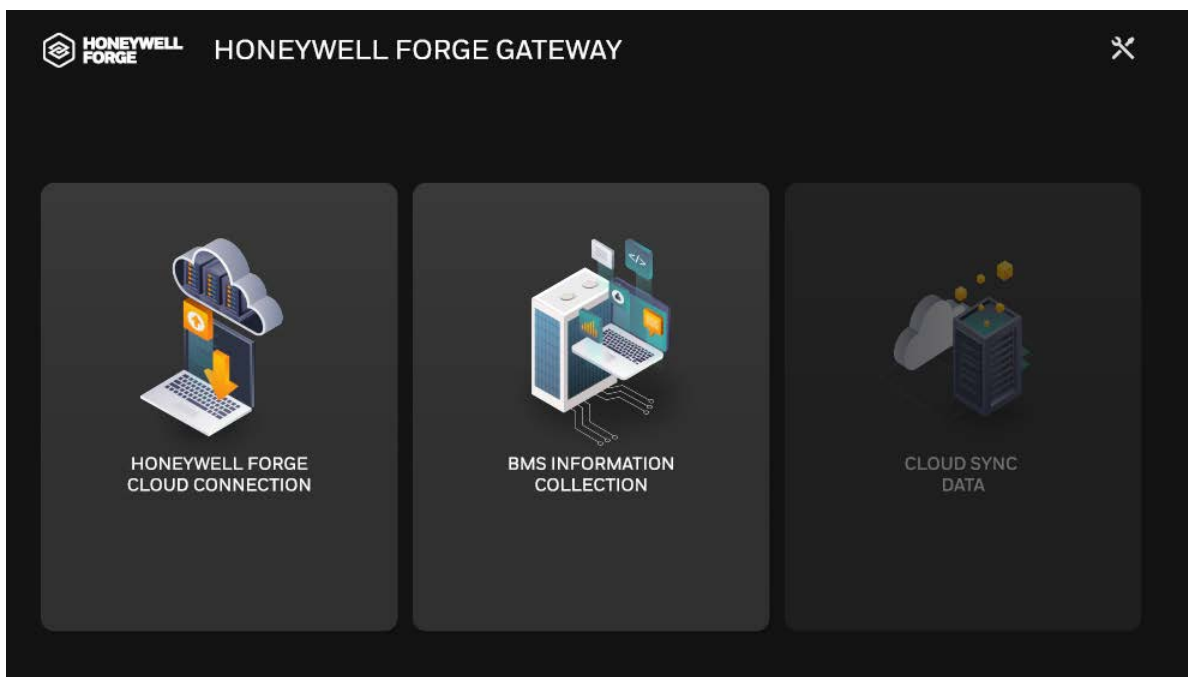 HONEYWELL
FORGE
HONEYWELL FORGE GATEWAY
</>
HONEYWELL FORGE
CLOUD CONNECTION
BMS INFORMATION
COLLECTION
CLOUD SYNC
DATA